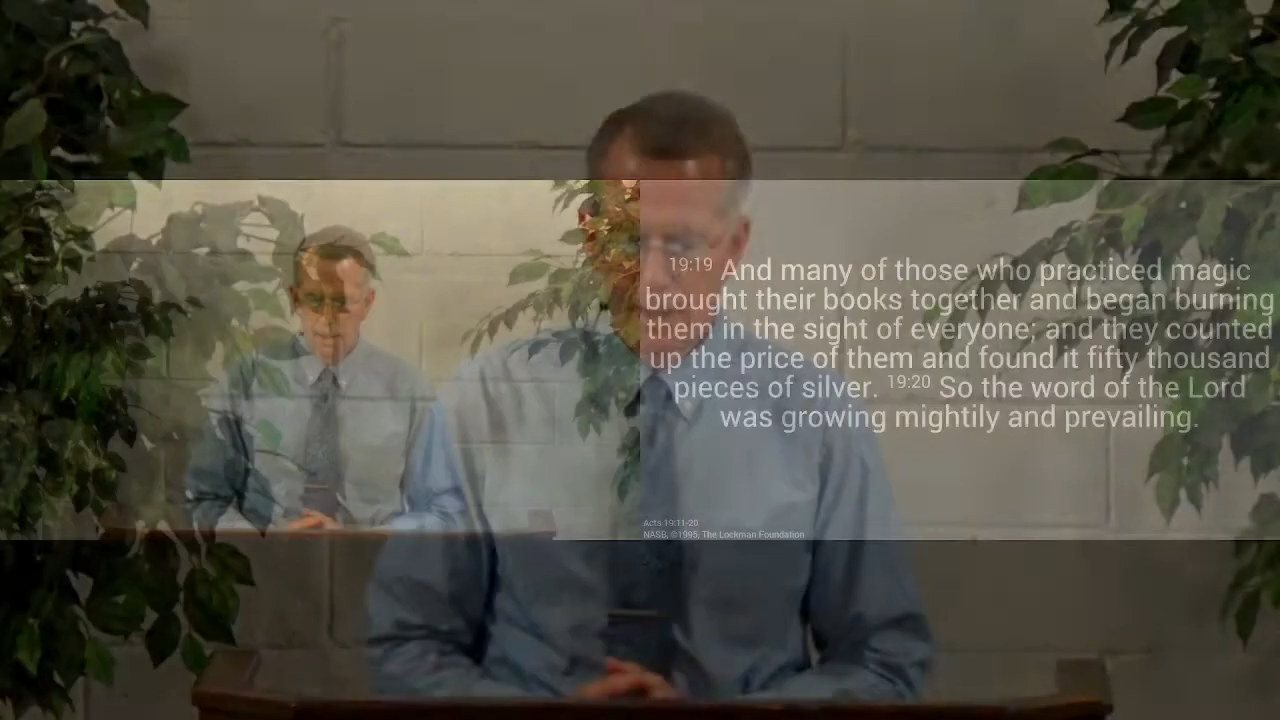 19:19 And many of those who practiced magic
brought their books together and began burning
them in the sight of everyone; and they counted
up the price of them and found it fifty thousand
pieces of silver. 19:20 So the word of the Lord
was growing mightily and prevailing.
Acts 19:11-20
NASB, ©1995, The Lockman Foundation